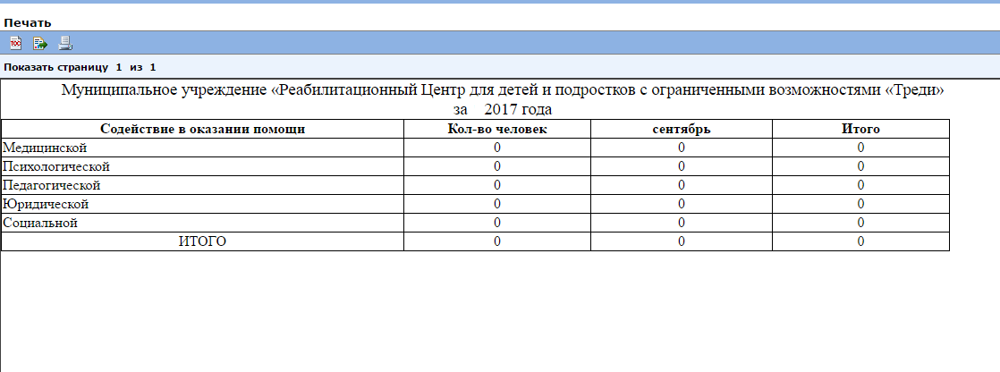 Печать
TOC
Показать страницу 1 из 1
Муниципальное учреждение «Реабилитационный Центр для детей и подростков с ограниченными возможностями «Треди»
за 2017 года
Содействие в оказании помощи Кол-во человек сентябрь Итого
Медицинской 0 0 0
Психологической 0 0 0
Педагогической 0 0 0
Юридической 0 0 0
Социальной 0 0 0
ИТОГО 0 0 0